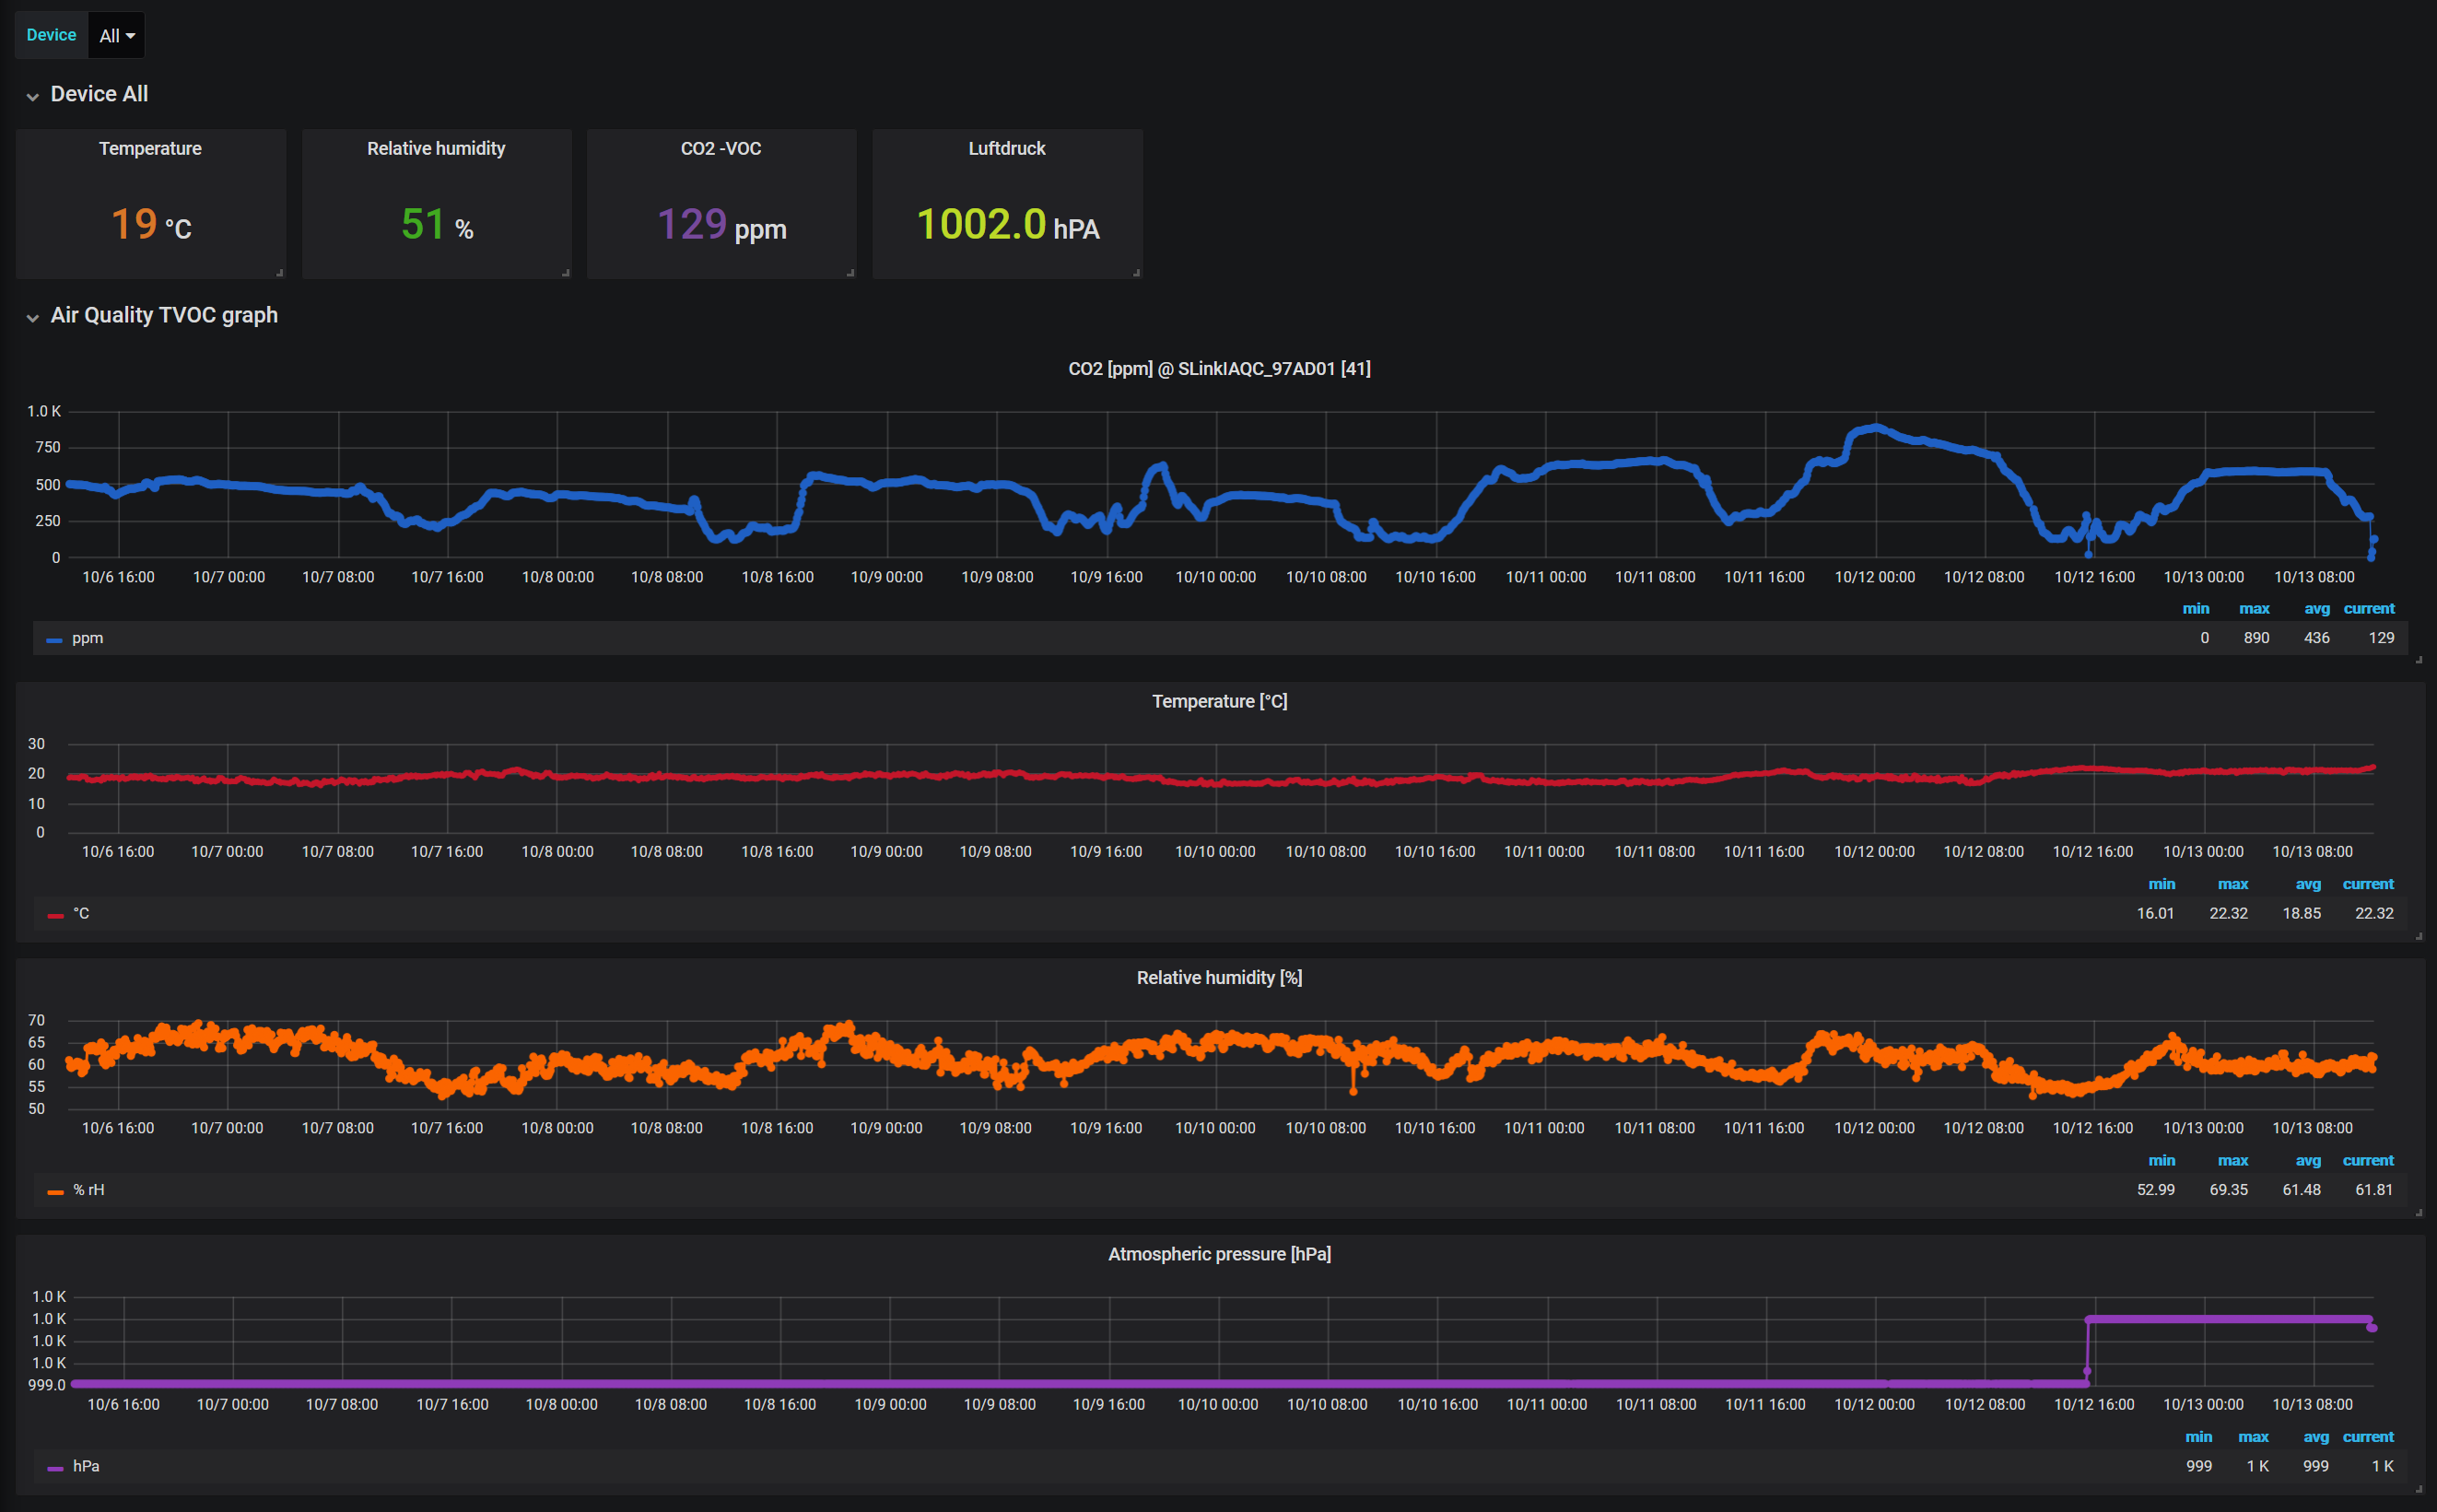 Device All
Device All
Temperature Relative humidity CO2 -VOC Luftdruck
19 °C 51 % 129 ppm 1002.0 hPA
Air Quality TVOC graph
CO2 [ppm] @ SLinkIAQC_97AD01 [41]
1.0 K
750
500
250
0
10/6 16:00 10/7 00:00 10/7 08:00 10/7 16:00 10/8 00:00 10/8 08:00 10/8 16:00 10/9 00:00 10/9 08:00 10/9 16:00 10/10 00:00 10/10 08:00 10/10 16:00 10/11 00:00 10/11 08:00 10/11 16:00 10/12 00:00 10/12 08:00 10/12 16:00 10/13 00:00 10/13 08:00
min max avg current
ppm 0 890 436 129
Temperature [°C]
30
20
10
0
10/6 16:00 10/7 00:00 10/7 08:00 10/7 16:00 10/8 00:00 10/8 08:00 10/8 16:00 10/9 00:00 10/9 08:00 10/9 16:00 10/10 00:00 10/10 08:00 10/10 16:00 10/11 00:00 10/11 08:00 10/11 16:00 10/12 00:00 10/12 08:00 10/12 16:00 10/13 00:00 10/13 08:00
min max avg current
°C 16.01 22.32 18.85 22.32
Relative humidity [%]
70
65
60
55
50
10/6 16:00 10/7 00:00 10/7 08:00 10/7 16:00 10/8 00:00 10/8 08:00 10/8 16:00 10/9 00:00 10/9 08:00 10/9 16:00 10/10 00:00 10/10 08:00 10/10 16:00 10/11 00:00 10/11 08:00 10/11 16:00 10/12 00:00 10/12 08:00 10/12 16:00 10/13 00:00 10/13 08:00
min max avg current
% rH 52.99 69.35 61.48 61.81
Atmospheric pressure [hPa]
1.0 K
1.0 K
1.0 K
1.0 K
999.0
10/6 16:00 10/7 00:00 10/7 08:00 10/7 16:00 10/8 00:00 10/8 08:00 10/8 16:00 10/9 00:00 10/9 08:00 10/9 16:00 10/10 00:00 10/10 08:00 10/10 16:00 10/11 00:00 10/11 08:00 10/11 16:00 10/12 00:00 10/12 08:00 10/12 16:00 10/13 00:00 10/13 08:00
min max avg current
hPa 999 1 K 999 1 K